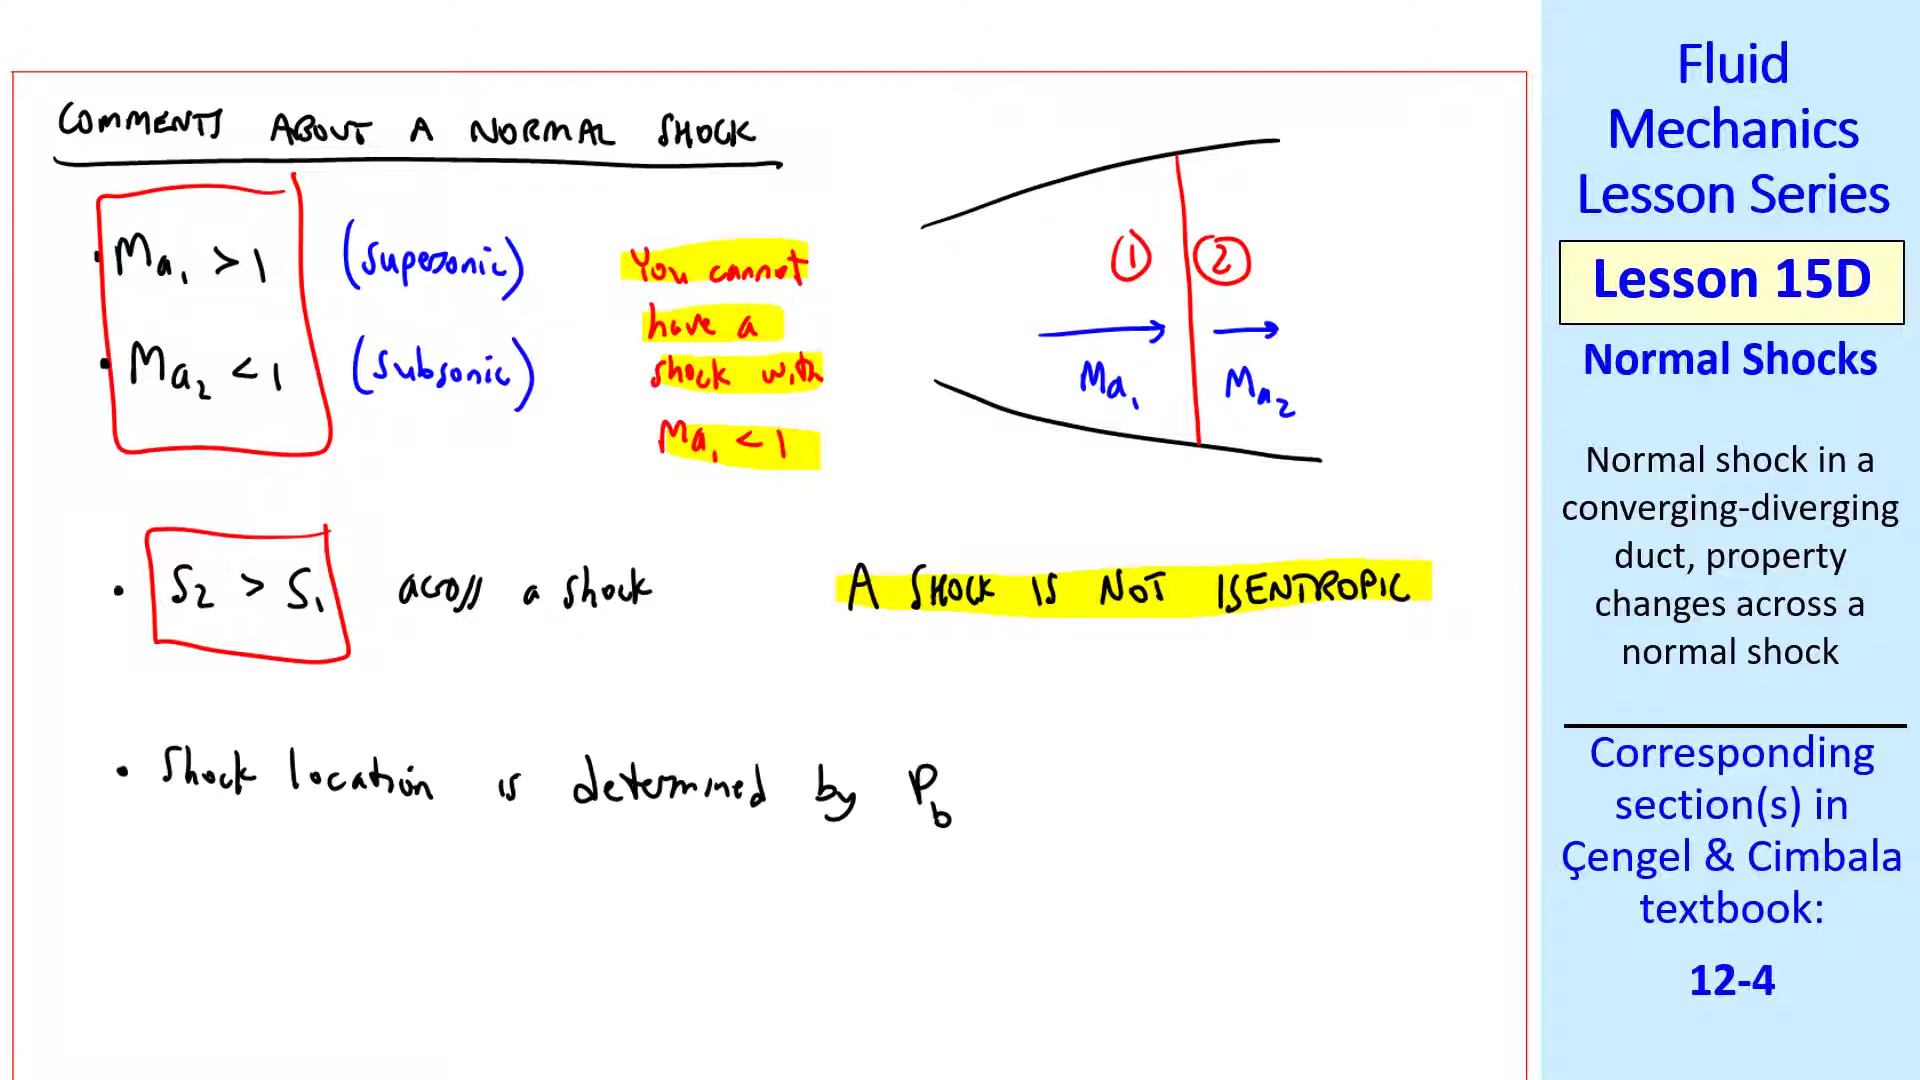 COMMENTS ABOUT A NORMAL SHOCK
• Ma₁ > 1 (supersonic)
• Ma₂ < 1 (subsonic)
You cannot
have a
shock with
Ma₁ < 1
① ②
Ma₁ Ma₂
• S₂ > S₁ across a shock A SHOCK IS NOT ISENTROPIC
• Shock location is determined by P_b
Fluid
Mechanics
Lesson Series
Lesson 15D
Normal Shocks
Normal shock in a
converging-diverging
duct, property
changes across a
normal shock
Corresponding
section(s) in
Çengel & Cimbala
textbook:
12-4